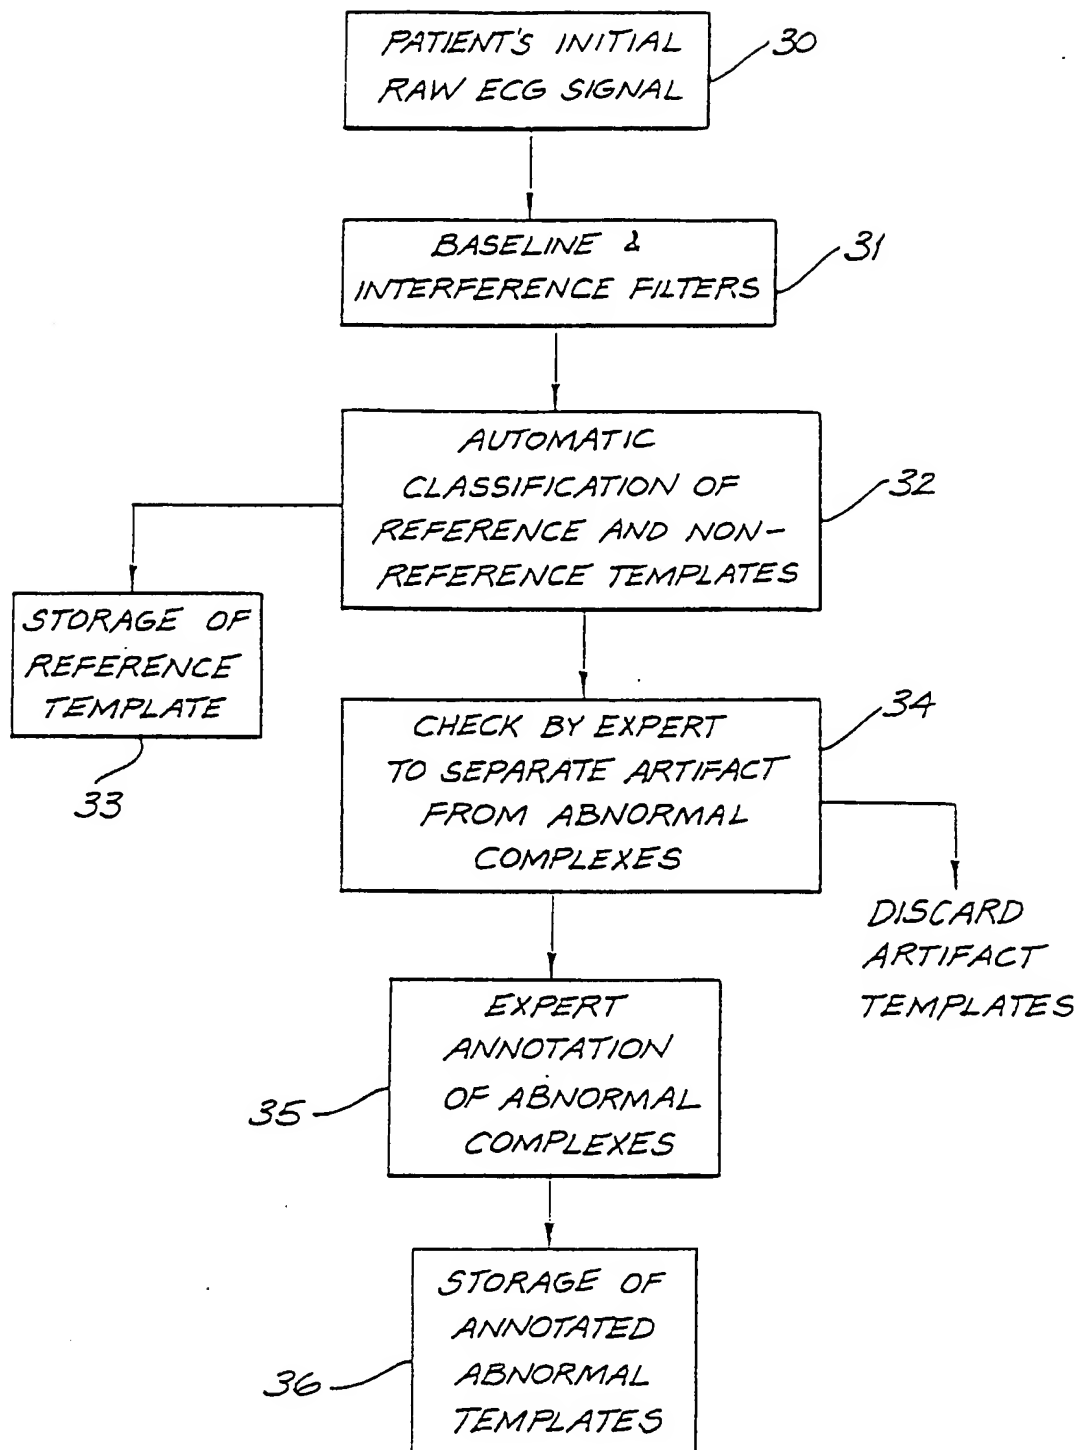 PATIENT'S INITIAL
RAW ECG SIGNAL
30
BASELINE &
INTERFERENCE FILTERS
31
AUTOMATIC
CLASSIFICATION OF
REFERENCE AND NON-
REFERENCE TEMPLATES
32
STORAGE OF
REFERENCE
TEMPLATE
33
CHECK BY EXPERT
TO SEPARATE ARTIFACT
FROM ABNORMAL
COMPLEXES
34
DISCARD
ARTIFACT
TEMPLATES
EXPERT
ANNOTATION
OF ABNORMAL
COMPLEXES
35
STORAGE OF
ANNOTATED
ABNORMAL
TEMPLATES
36